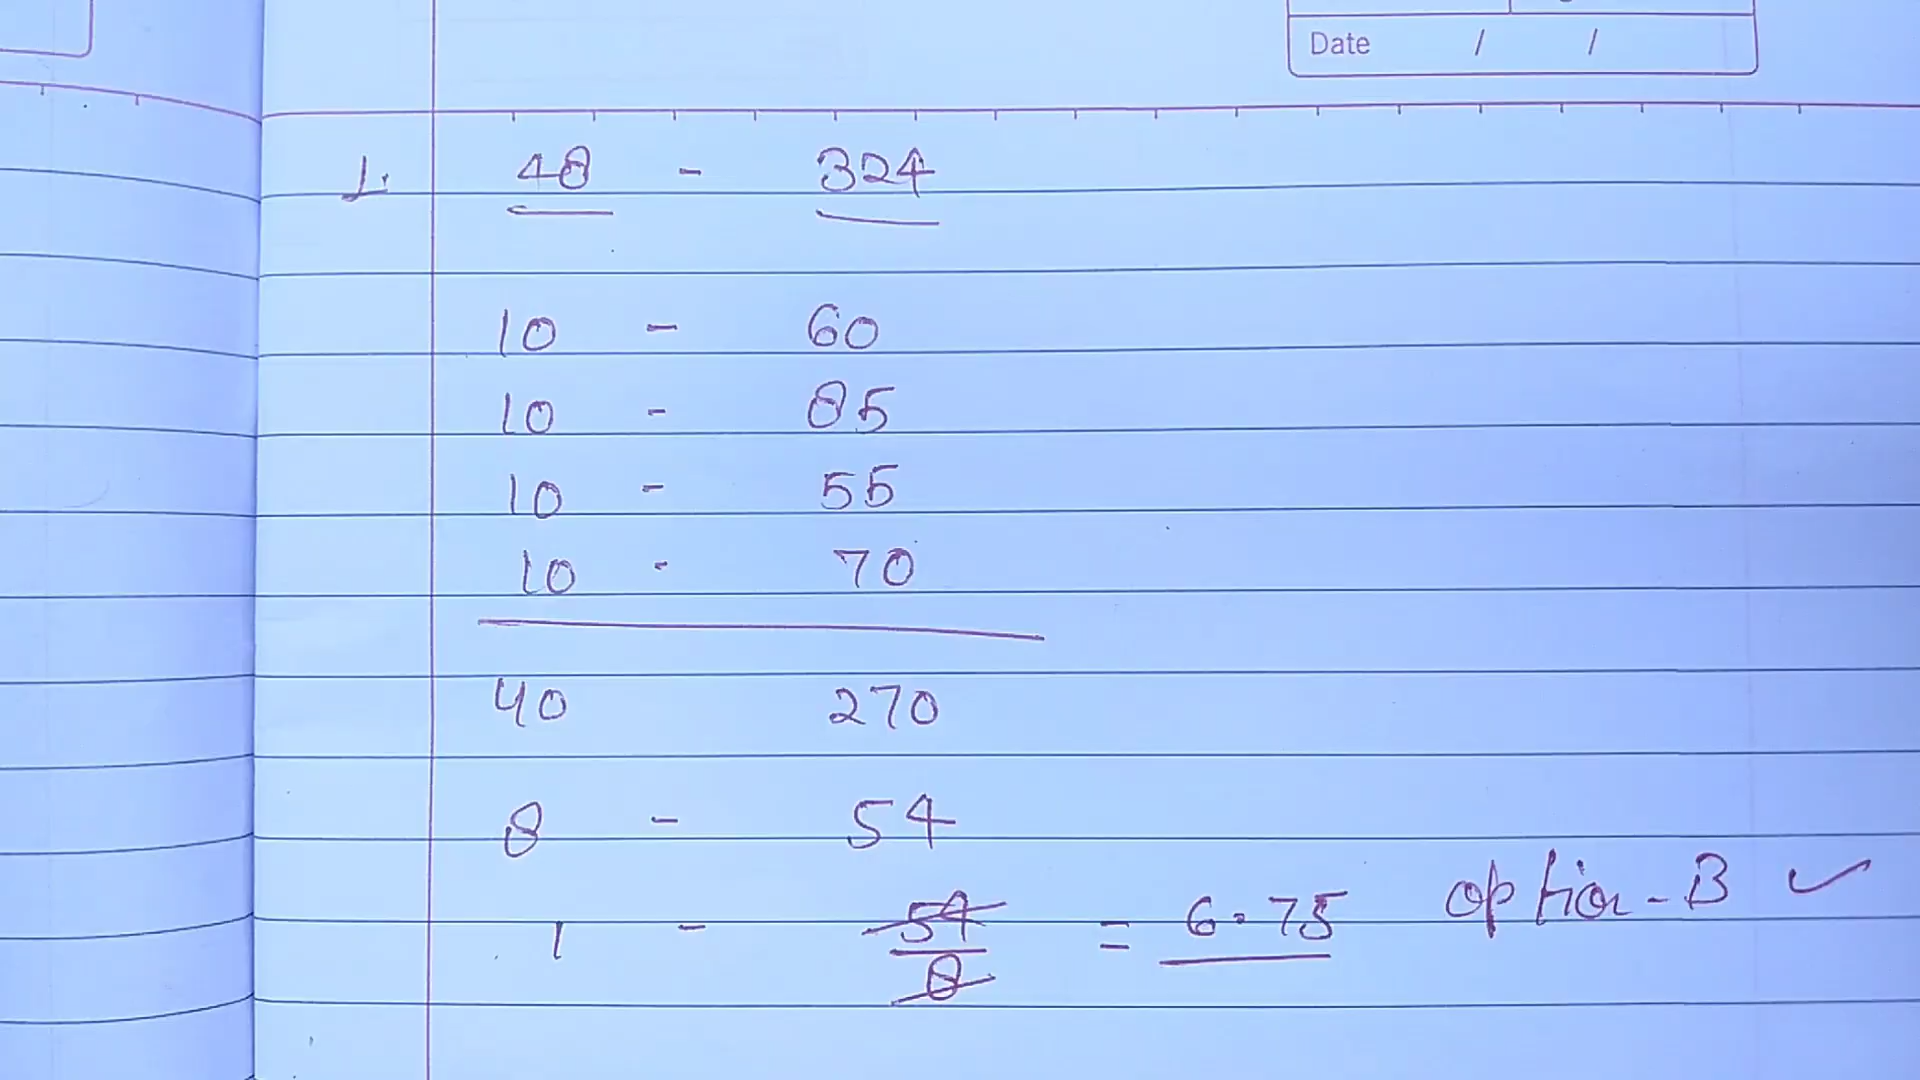 Date / /
1. 48 - 324
10 - 60
10 - 85
10 - 55
10 - 70
40 270
8 - 54
1 - 54/8 = 6.75 option-B ✓